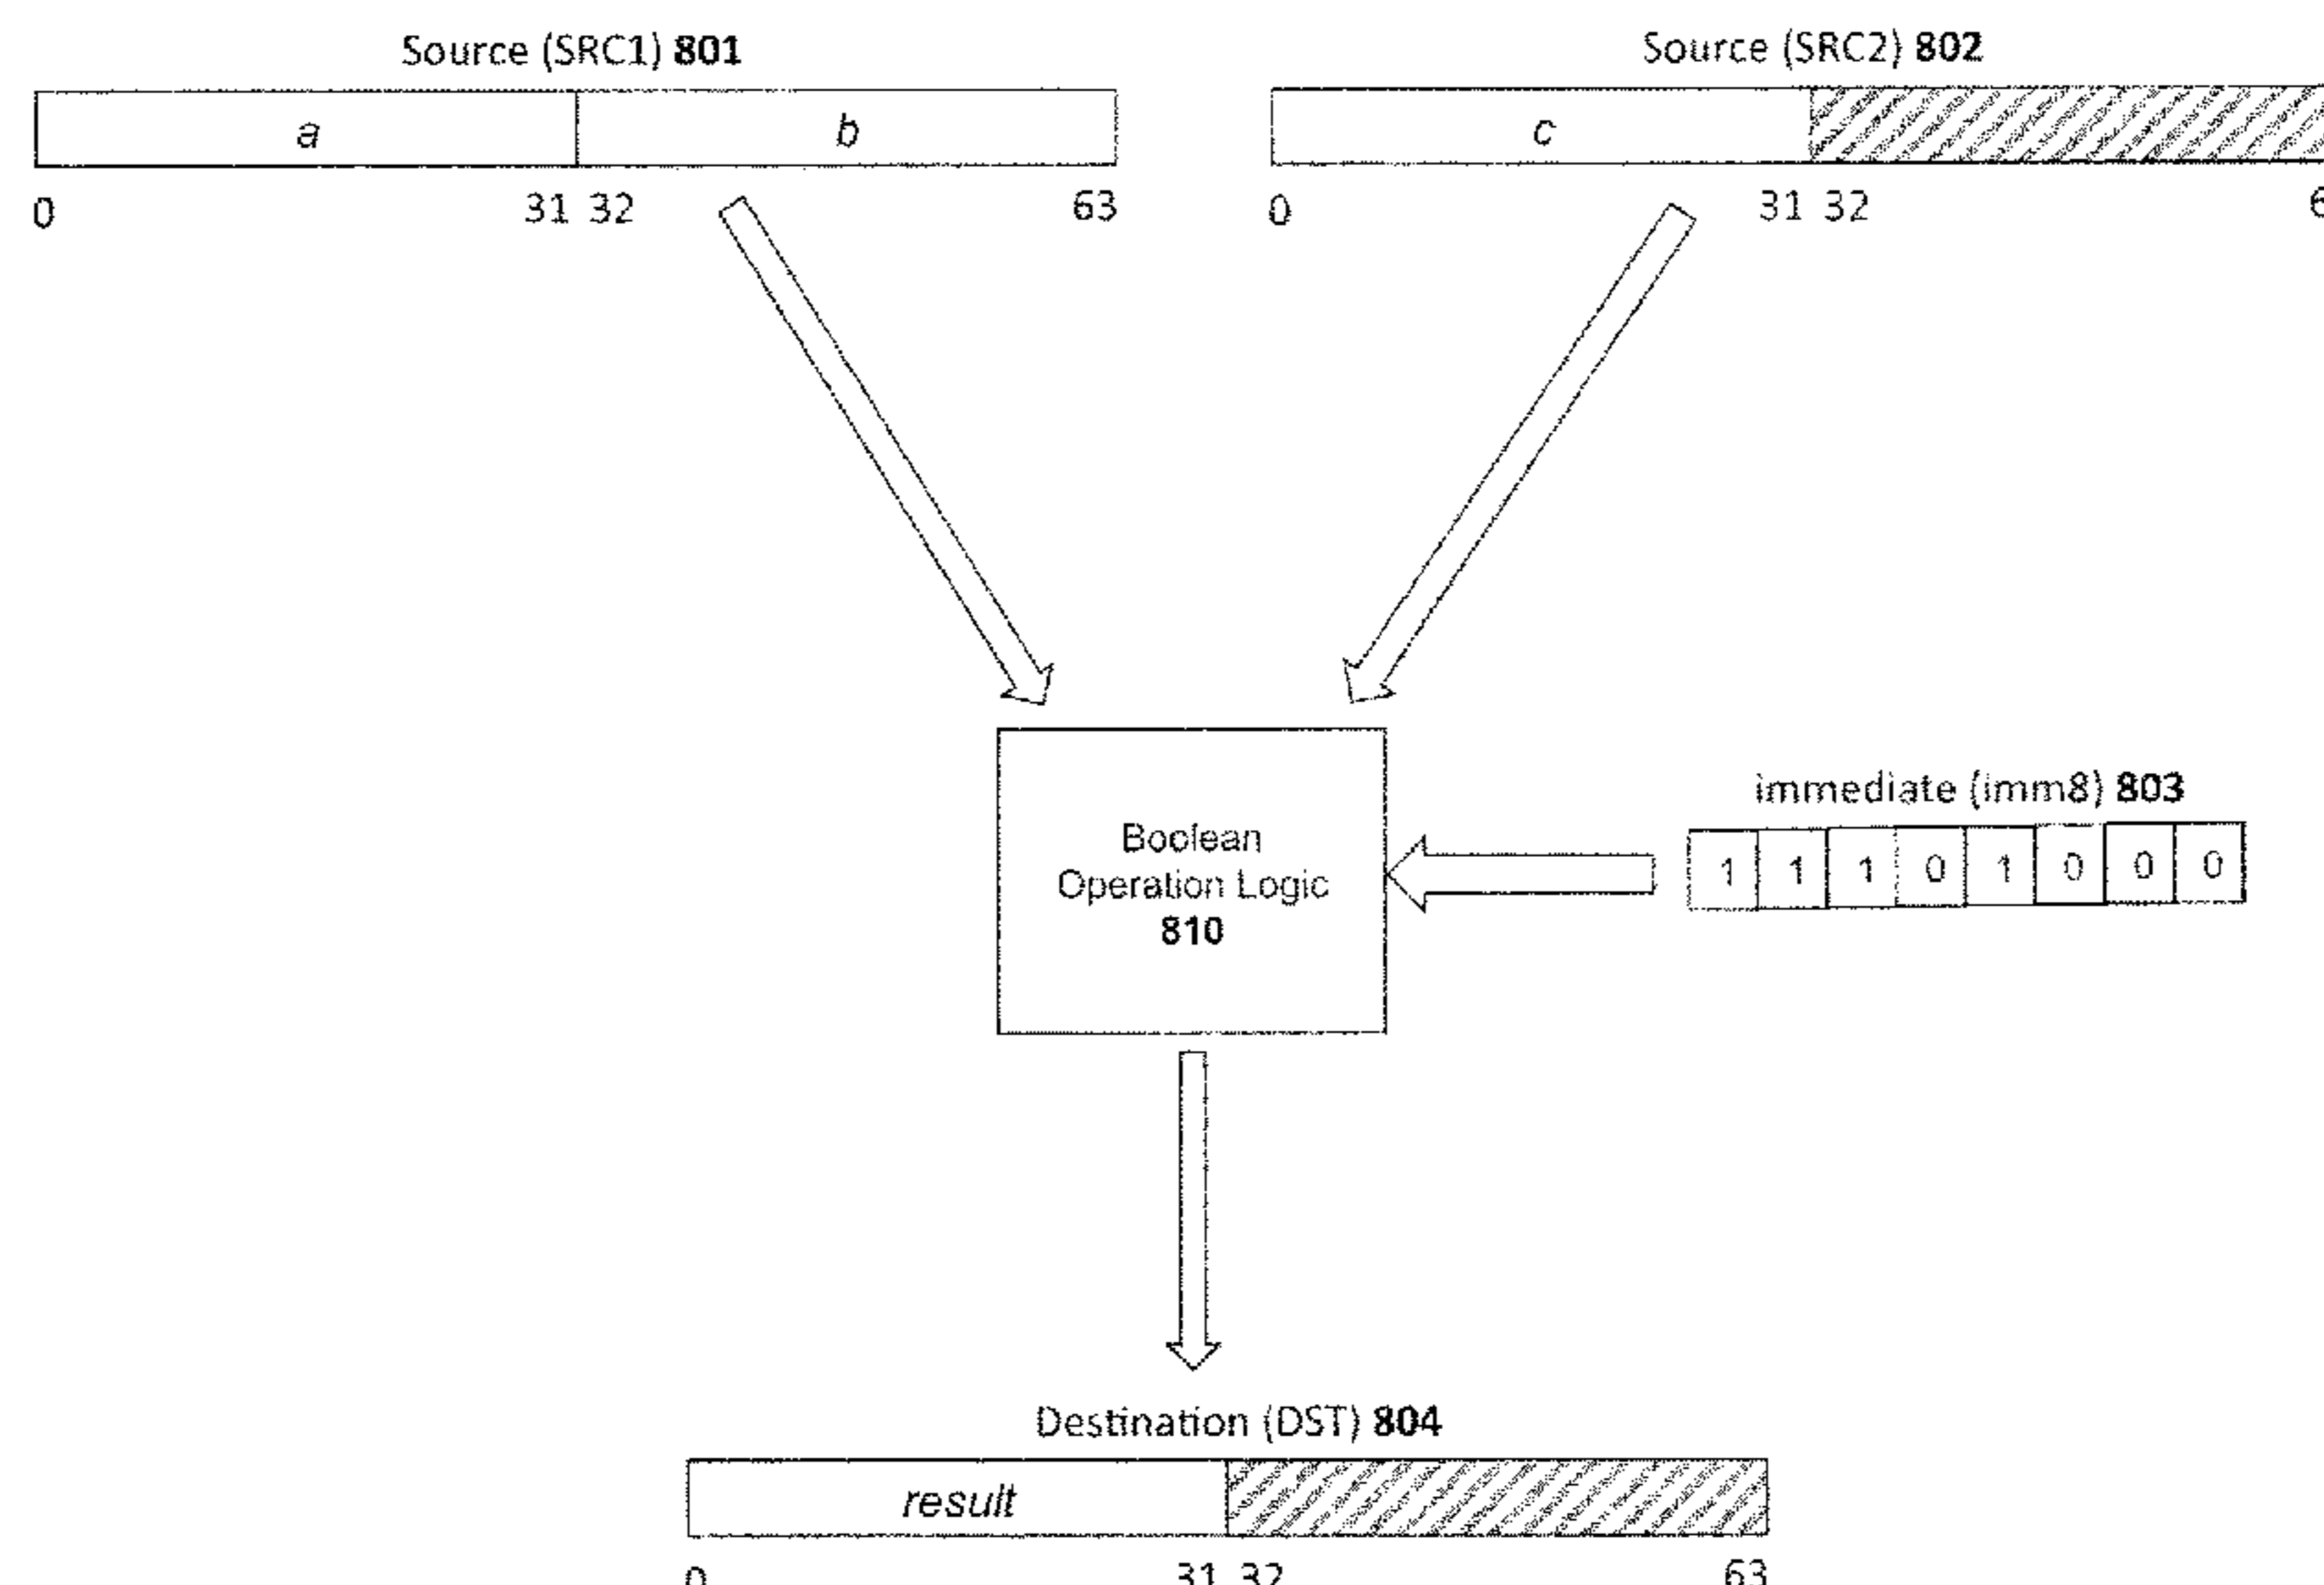 Source (SRC1) 801
Source (SRC2) 802
a b
c
0 31 32 63
0 31 32
Boolean
Operation Logic
810
immediate (imm8) 803
1 1 1 0 1 0 0 0
Destination (DST) 804
result
0 31 32 63